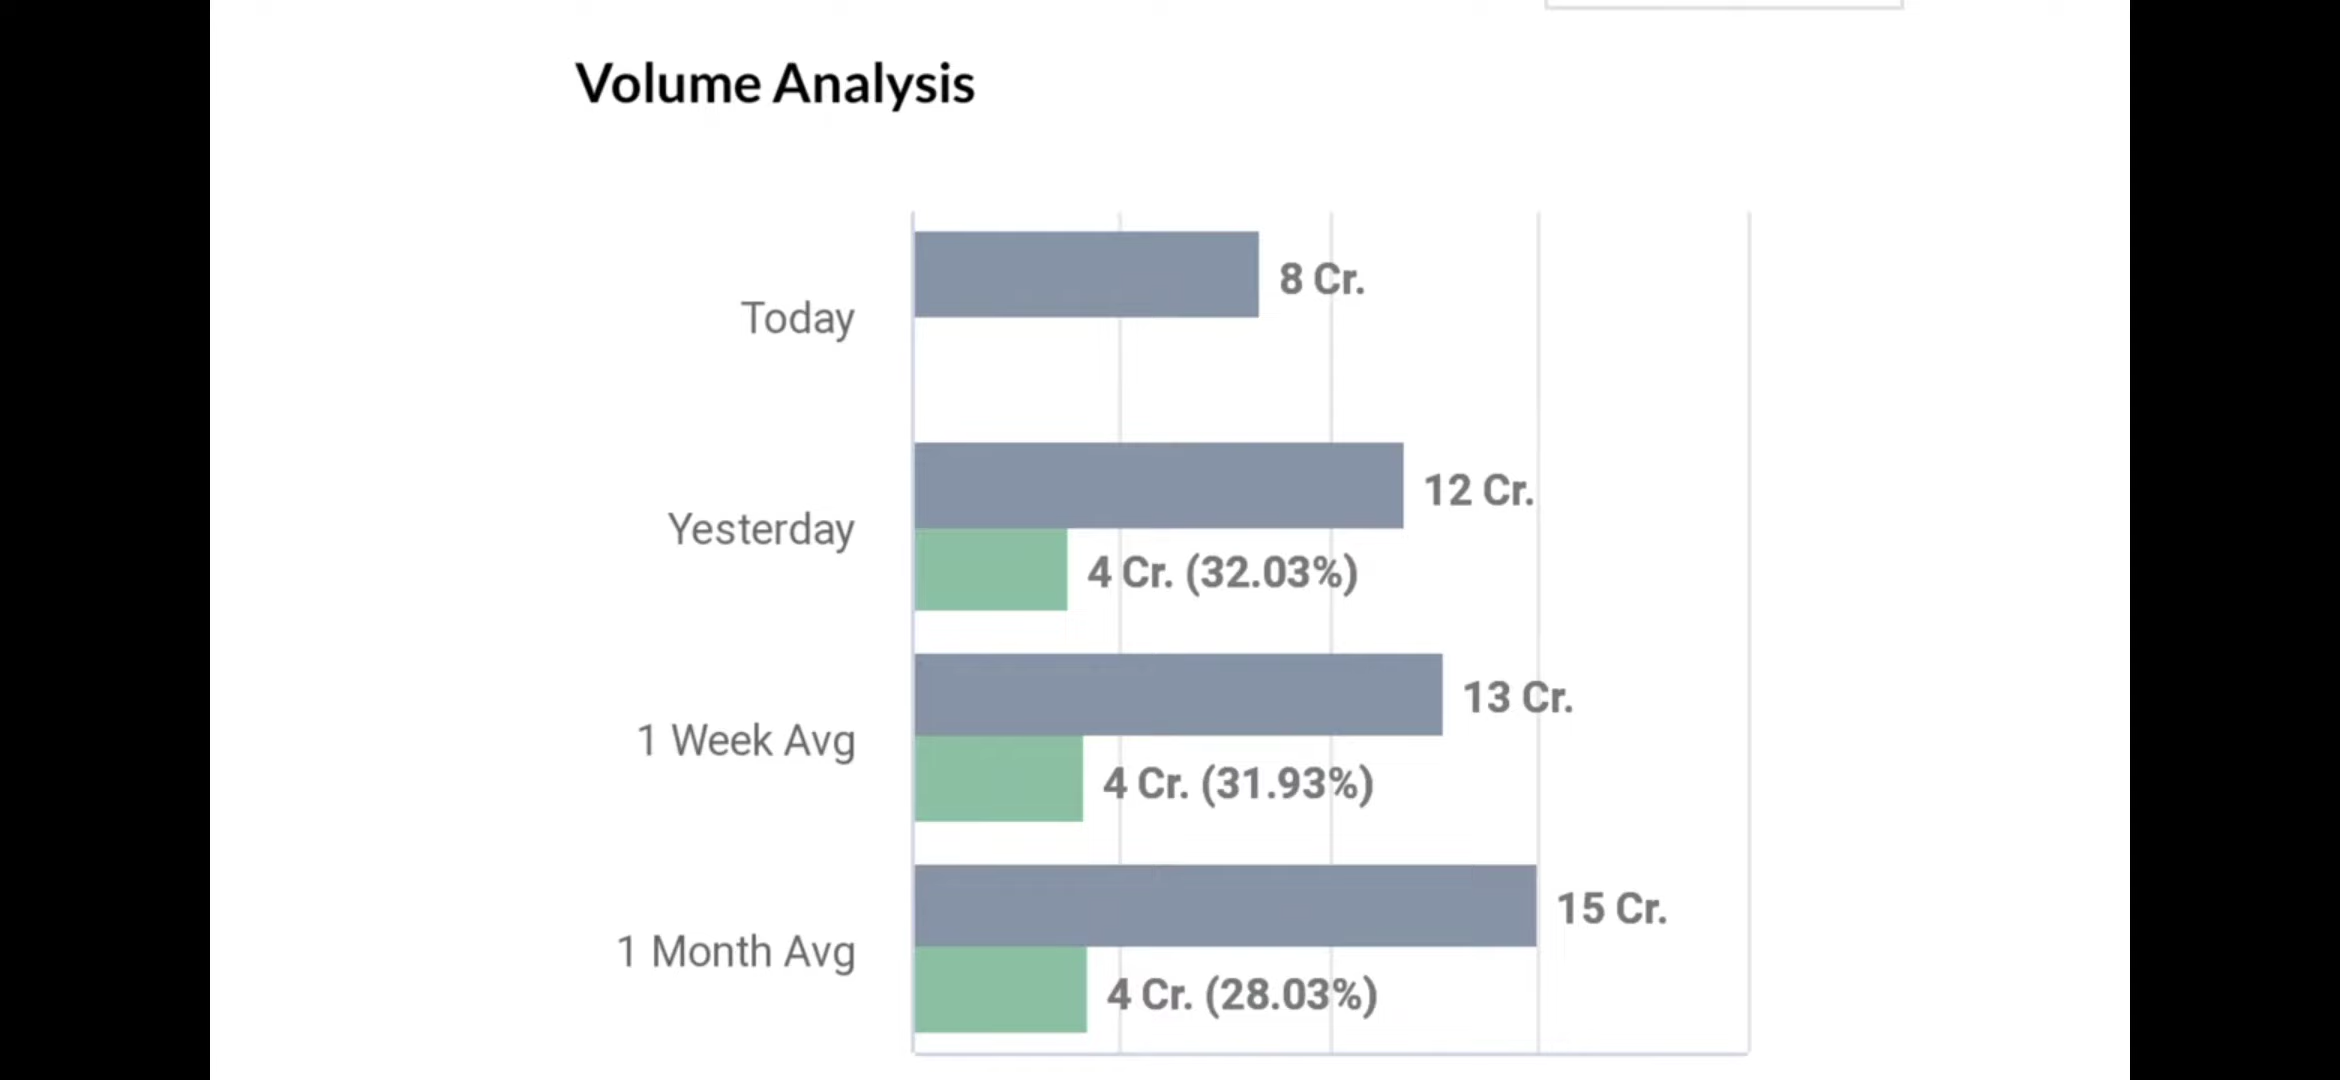 Volume Analysis
Today
8 Cr.
Yesterday
12 Cr.
4 Cr. (32.03%)
1 Week Avg
13 Cr.
4 Cr. (31.93%)
1 Month Avg
15 Cr.
4 Cr. (28.03%)